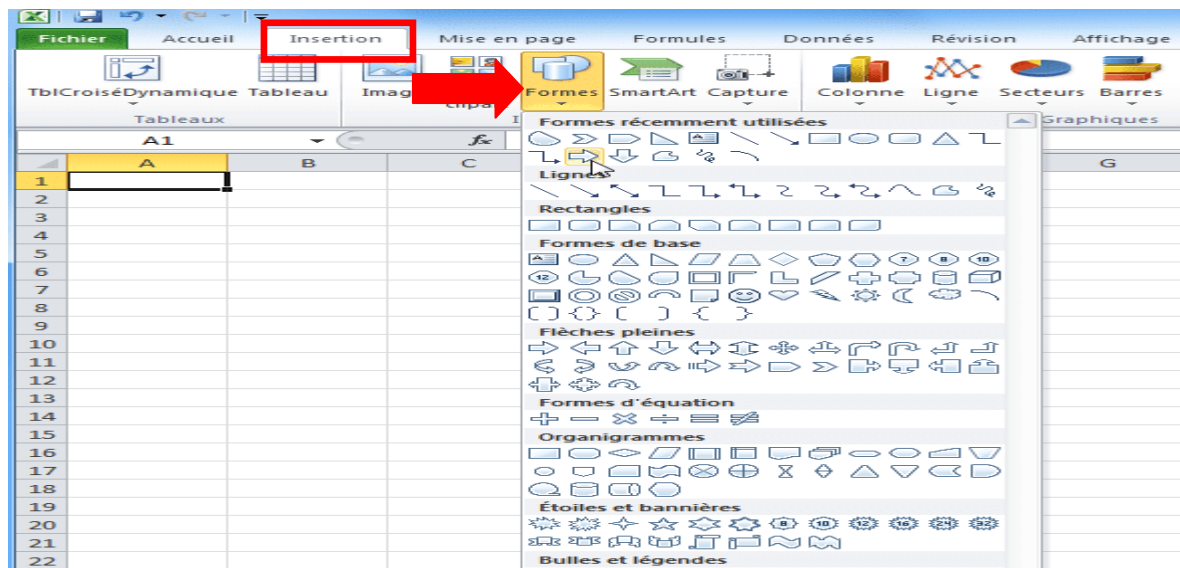 Fichier Accueil Insertion Mise en page Formules Données Révision Affichage
TblCroiséDynamique Tableau Imag Formes SmartArt Capture Colonne Ligne Secteurs Barres
clipa
Tableaux I Graphiques
A1 fx
Formes récemment utilisées
A B C G
Lignes
Rectangles
Formes de base
Flèches pleines
Formes d'équation
Organigrammes
Étoiles et bannières
Bulles et légendes
1
2
3
4
5
6
7
8
9
10
11
12
13
14
15
16
17
18
19
20
21
22